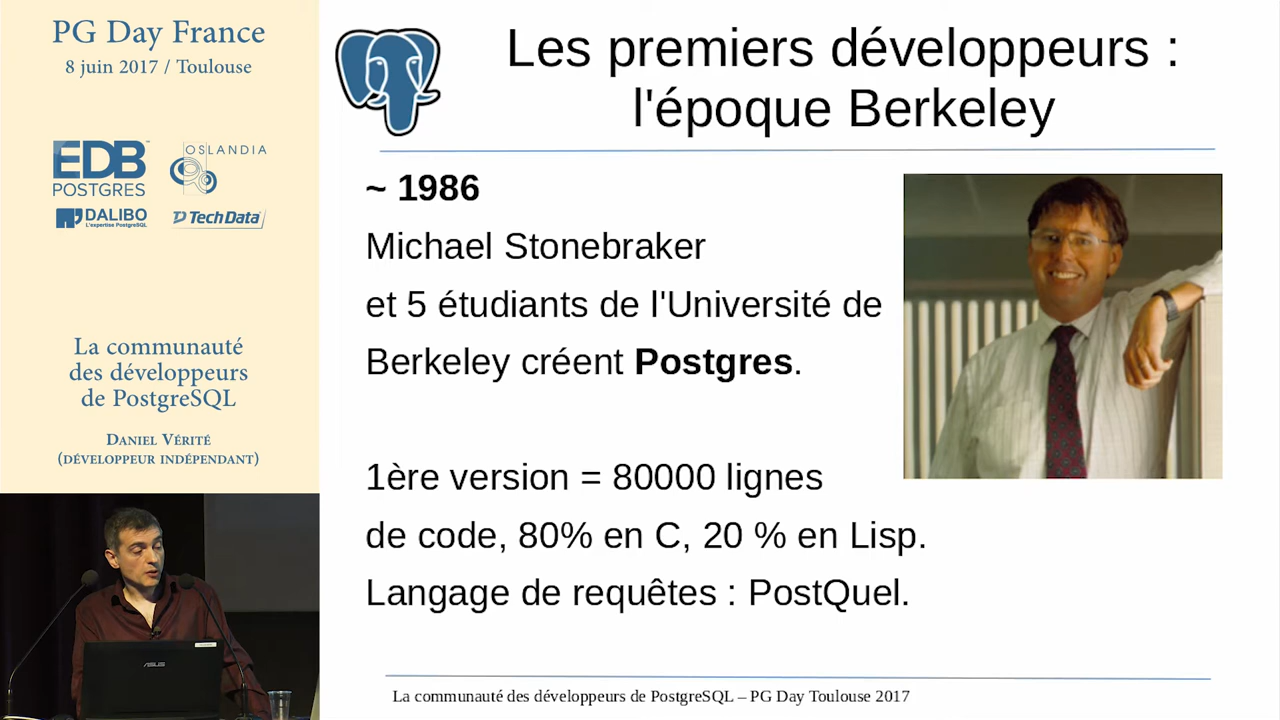 PG Day France
8 juin 2017 / Toulouse
EDB
POSTGRES
OSLANDIA
DALIBO
L'expertise PostgreSQL
TechData
La communauté
des développeurs
de PostgreSQL
Daniel Vérité
(développeur indépendant)
ASUS
Les premiers développeurs :
l'époque Berkeley
~ 1986
Michael Stonebraker
et 5 étudiants de l'Université de
Berkeley créent Postgres.
1ère version = 80000 lignes
de code, 80% en C, 20 % en Lisp.
Langage de requêtes : PostQuel.
La communauté des développeurs de PostgreSQL – PG Day Toulouse 2017